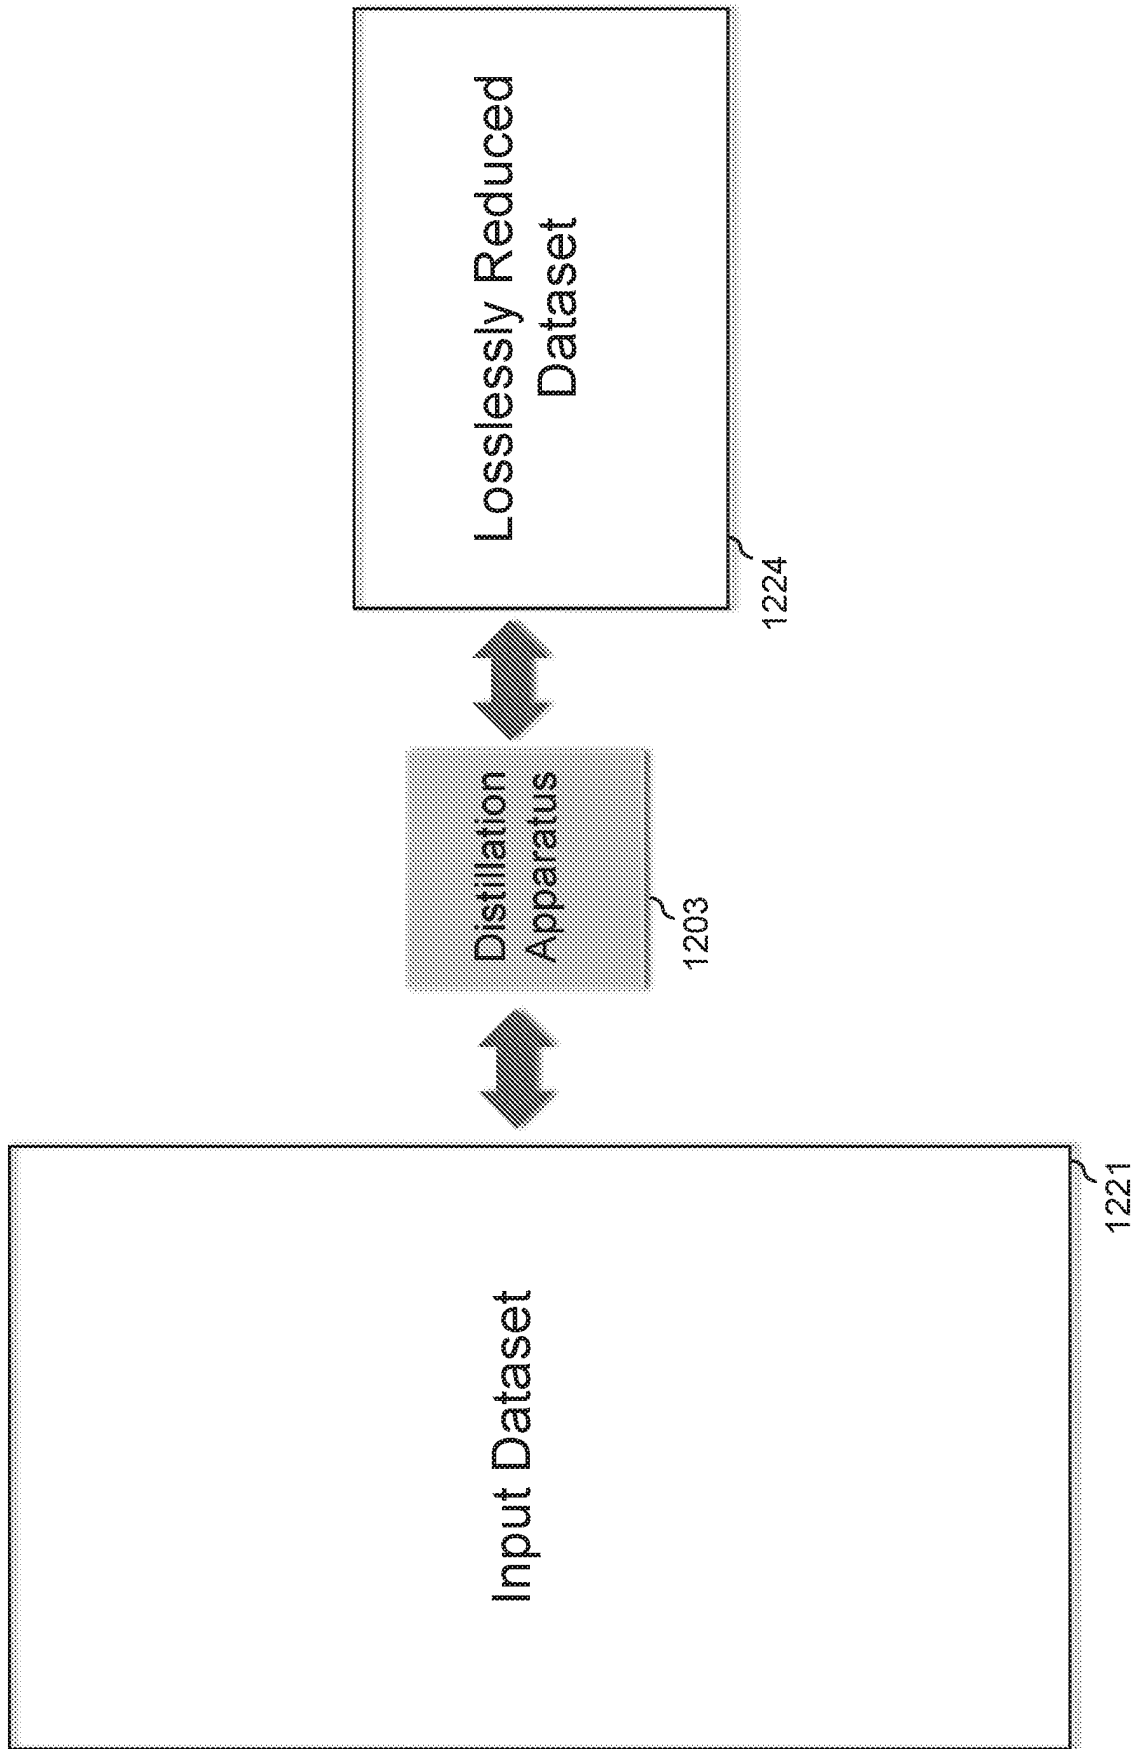 Input Dataset
1221
Distillation
Apparatus
1203
Losslessly Reduced
Dataset
1224